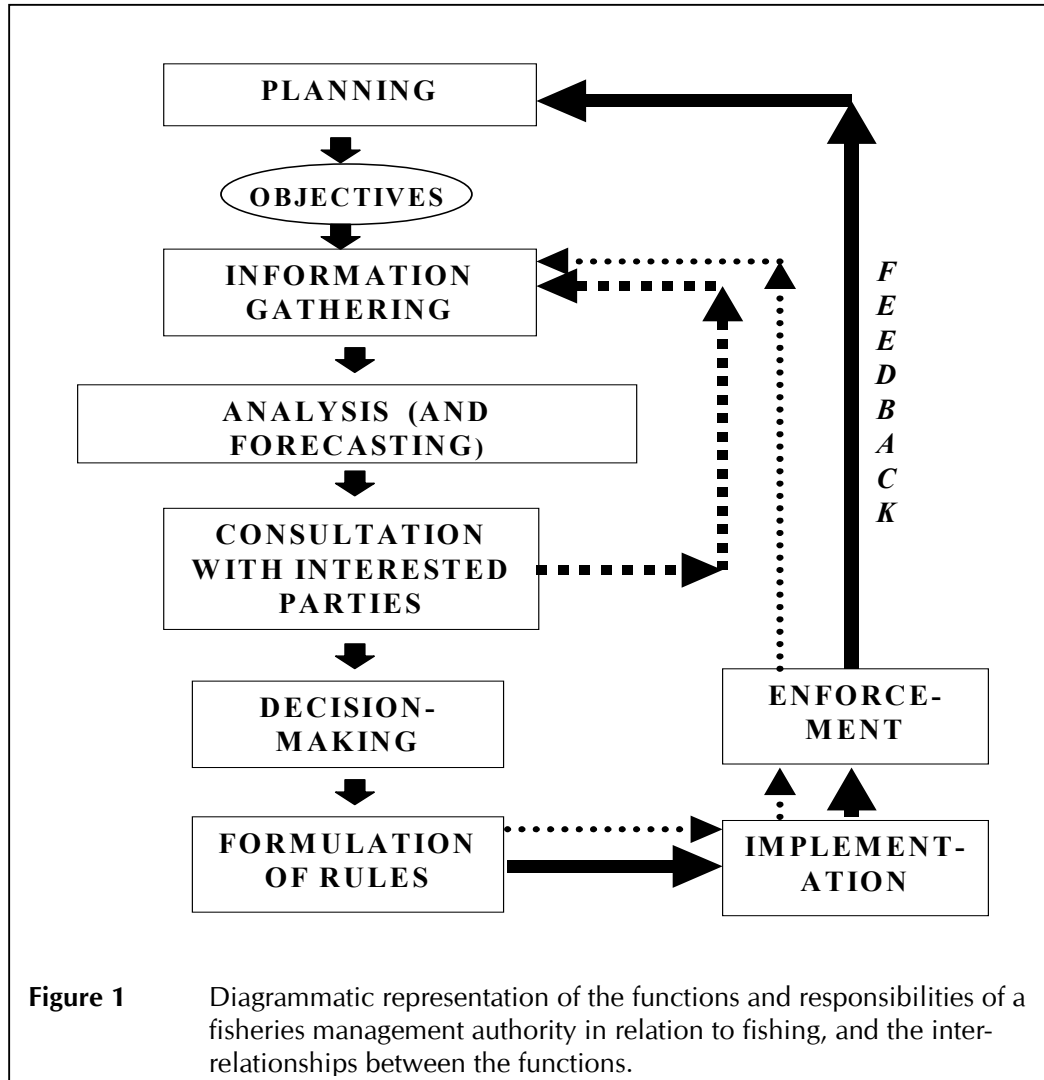 PLANNING
OBJECTIVES
INFORMATION
GATHERING
ANALYSIS (AND
FORECASTING)
CONSULTATION
WITH INTERESTED
PARTIES
DECISION-
MAKING
FORMULATION
OF RULES
FEEDBACK
ENFORCE-
MENT
IMPLEMENT-
ATION
Figure 1 Diagrammatic representation of the functions and responsibilities of a
fisheries management authority in relation to fishing, and the inter-
relationships between the functions.